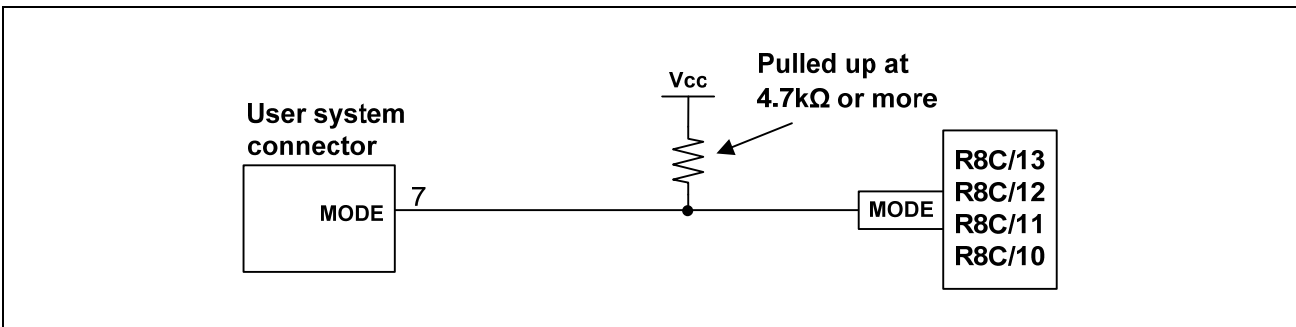 Vcc
Pulled up at
4.7kΩ or more
User system
connector
MODE
7
MODE
R8C/13
R8C/12
R8C/11
R8C/10